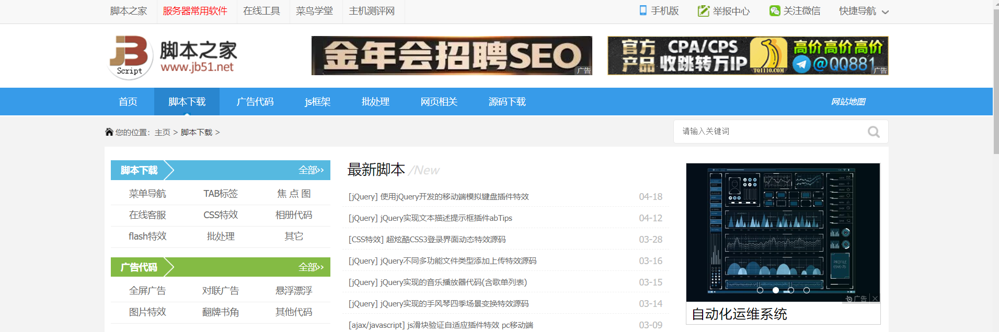 脚本之家 服务器常用软件 在线工具 菜鸟学堂 主机测评网 手机版 举报中心 关注微信 快捷导航
JB Script 脚本之家 www.jb51.net
金年会招聘SEO 广告
官方产品 CPA/CPS 收跳转万IP TQ1110.COM 高价高价高价 @QQ881 广告
首页 脚本下载 广告代码 js框架 批处理 网页相关 源码下载 网站地图
您的位置：主页 > 脚本下载 >
请输入关键词
脚本下载 全部>>
菜单导航 TAB标签 焦 点 图
在线客服 CSS特效 相册代码
flash特效 批处理 其它
广告代码 全部>>
全屏广告 对联广告 悬浮漂浮
图片特效 翻牌书角 其他代码
最新脚本 /New
[jQuery] 使用jQuery开发的移动端模拟键盘插件特效 04-18
[jQuery] jQuery实现文本描述提示框插件abTips 04-12
[CSS特效] 超炫酷CSS3登录界面动态特效源码 03-28
[jQuery] jQuery不同多功能文件类型添加上传特效源码 03-16
[jQuery] jQuery实现的音乐播放器代码(含歌单列表) 03-15
[jQuery] jQuery实现的手风琴四季场景变换特效源码 03-14
[ajax/javascript] js滑块验证自适应插件特效 pc移动端 03-09
PROFILE
6546-76
广告
自动化运维系统